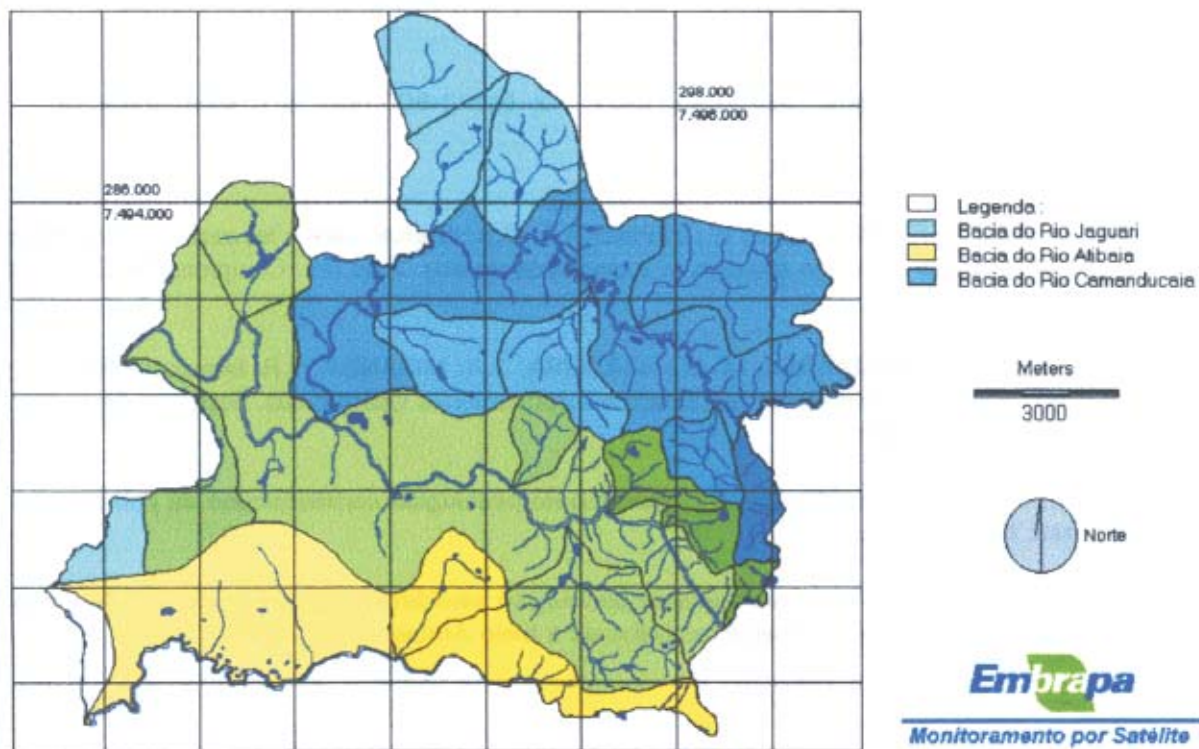 298.000
7.496.000
286.000
7.494.000
Legenda :
Bacia do Rio Jaguari
Bacia do Rio Atibaia
Bacia do Rio Camanducaia
Meters
3000
Norte
Embrapa
Monitoramento por Satélite